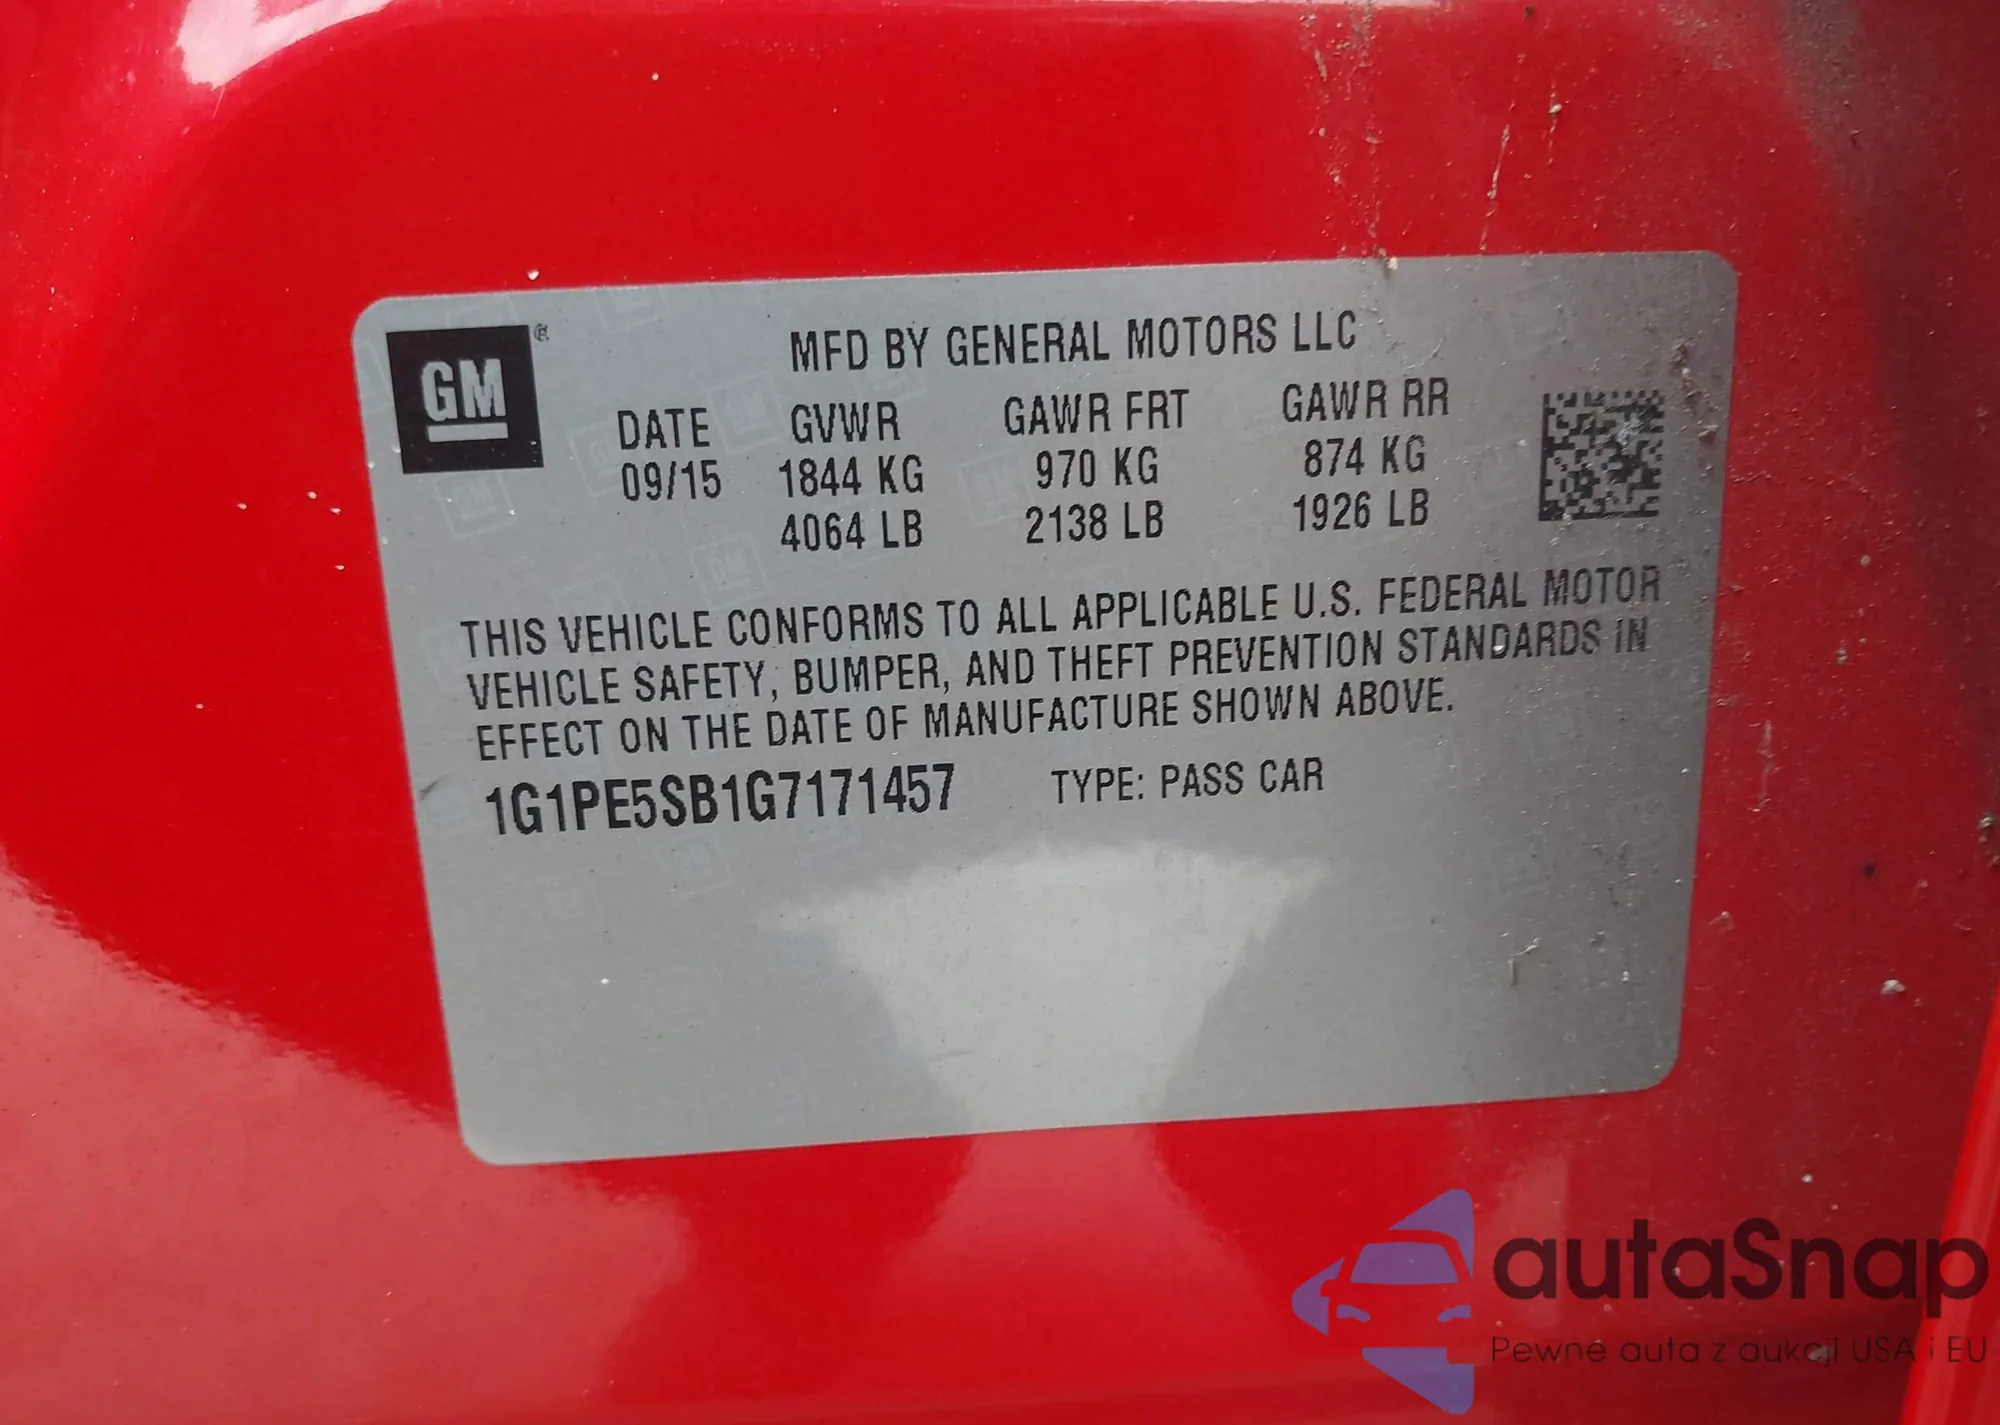 GM ®
MFD BY GENERAL MOTORS LLC
DATE GVWR GAWR FRT GAWR RR
09/15 1844 KG 970 KG 874 KG
4064 LB 2138 LB 1926 LB
THIS VEHICLE CONFORMS TO ALL APPLICABLE U.S. FEDERAL MOTOR
VEHICLE SAFETY, BUMPER, AND THEFT PREVENTION STANDARDS IN
EFFECT ON THE DATE OF MANUFACTURE SHOWN ABOVE.
1G1PE5SB1G7171457 TYPE: PASS CAR
autaSnap
Pewne auta z aukcji USA i EU